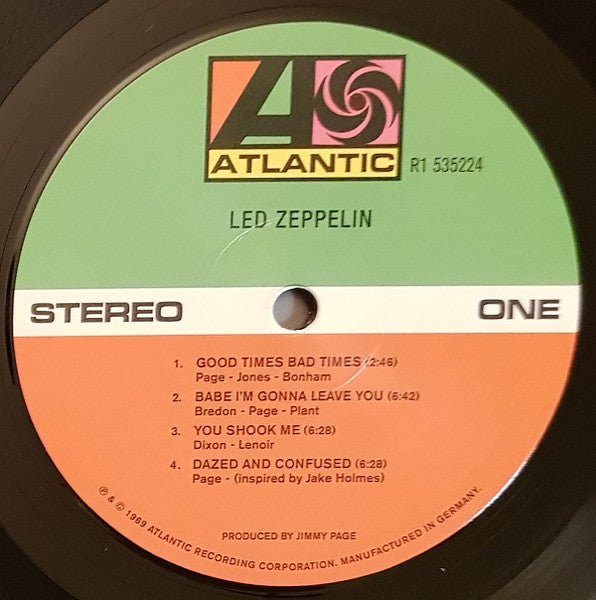 ATLANTIC
R1 535224
LED ZEPPELIN
STEREO
ONE
1. GOOD TIMES BAD TIMES (2:46)
Page - Jones - Bonham
2. BABE I'M GONNA LEAVE YOU (6:42)
Bredon - Page - Plant
3. YOU SHOOK ME (6:28)
Dixon - Lenoir
4. DAZED AND CONFUSED (6:28)
Page - (inspired by Jake Holmes)
PRODUCED BY JIMMY PAGE
℗ & © 1969 ATLANTIC RECORDING CORPORATION. MANUFACTURED IN GERMANY.